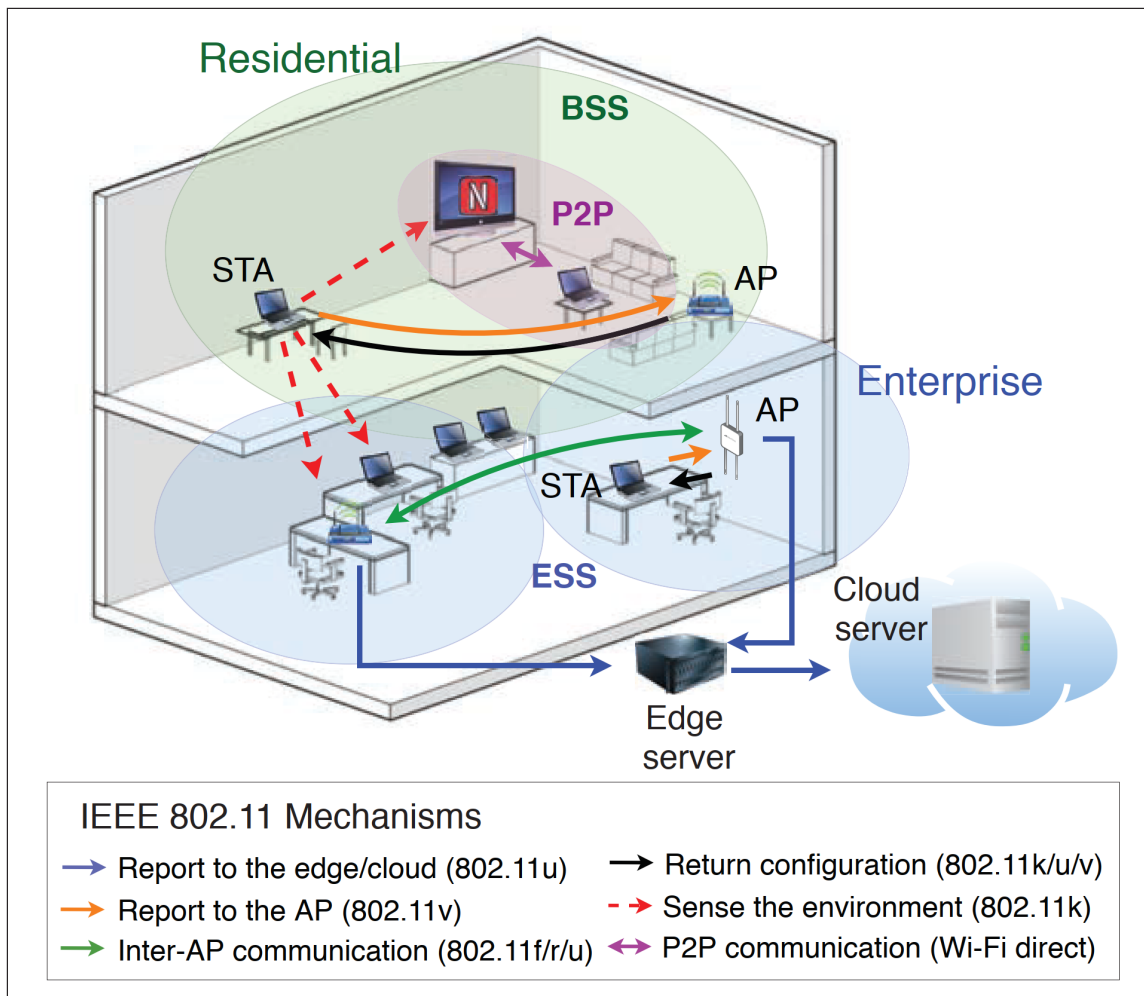 Residential
BSS
N
P2P
STA
AP
Enterprise
AP
STA
ESS
Cloud
server
Edge
server
IEEE 802.11 Mechanisms
Report to the edge/cloud (802.11u)
Report to the AP (802.11v)
Inter-AP communication (802.11f/r/u)
Return configuration (802.11k/u/v)
Sense the environment (802.11k)
P2P communication (Wi-Fi direct)